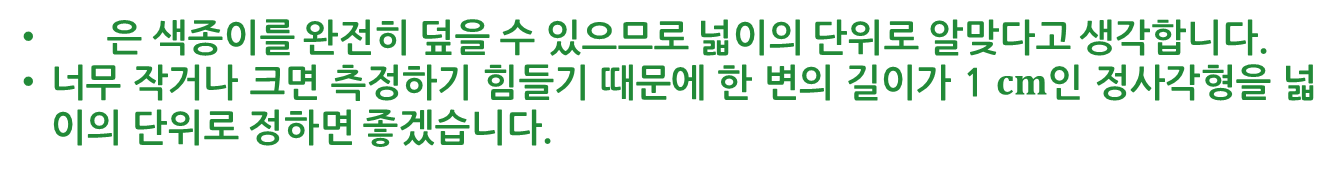 • 은 색종이를 완전히 덮을 수 있으므로 넓이의 단위로 알맞다고 생각합니다.
• 너무 작거나 크면 측정하기 힘들기 때문에 한 변의 길이가 1 cm인 정사각형을 넓
이의 단위로 정하면 좋겠습니다.